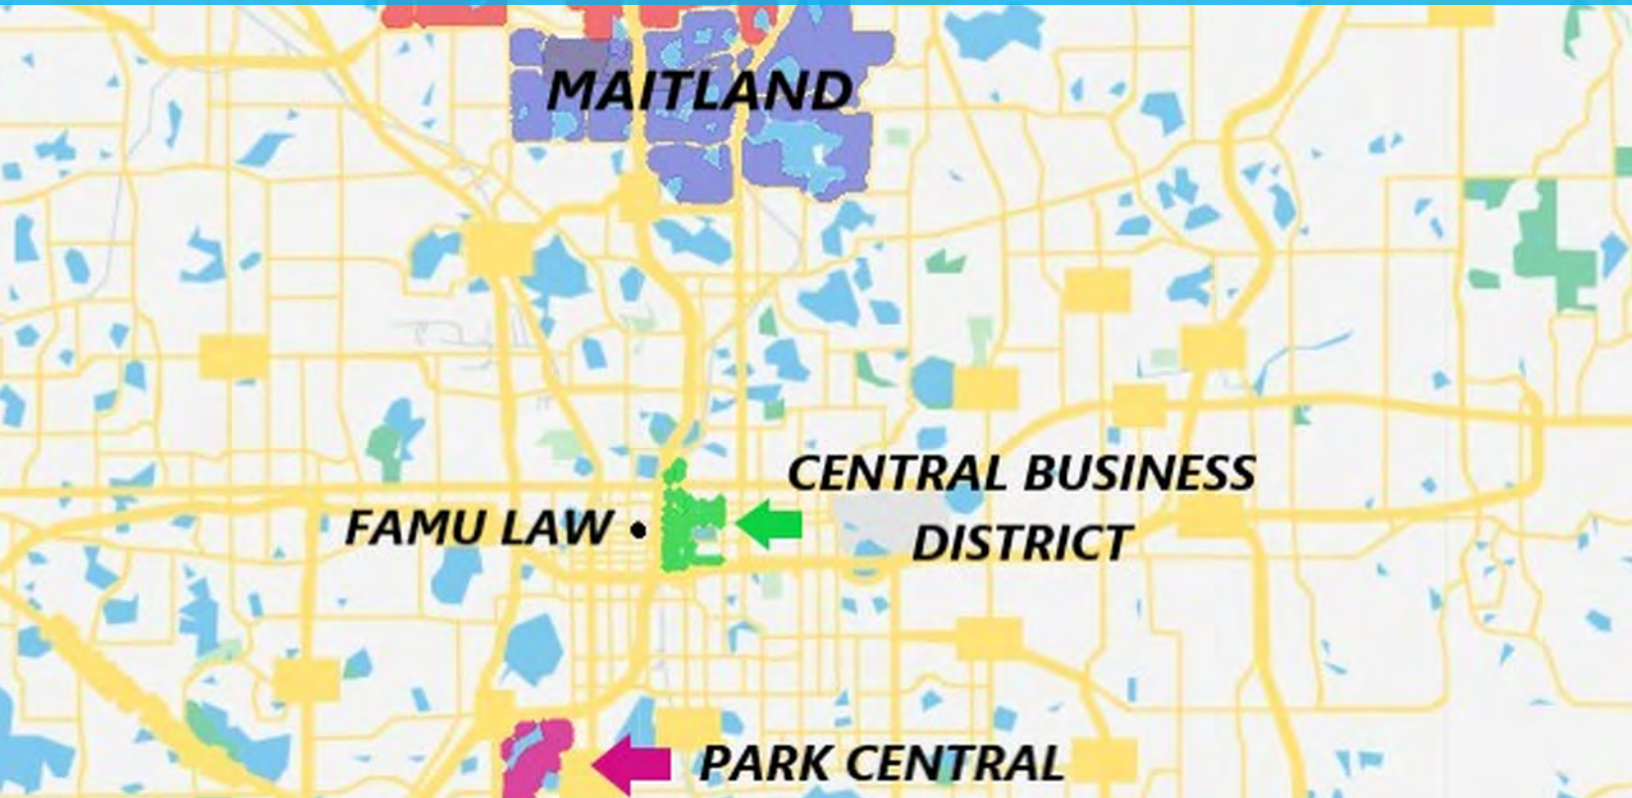 MAITLAND
CENTRAL BUSINESS
DISTRICT
FAMU LAW
PARK CENTRAL